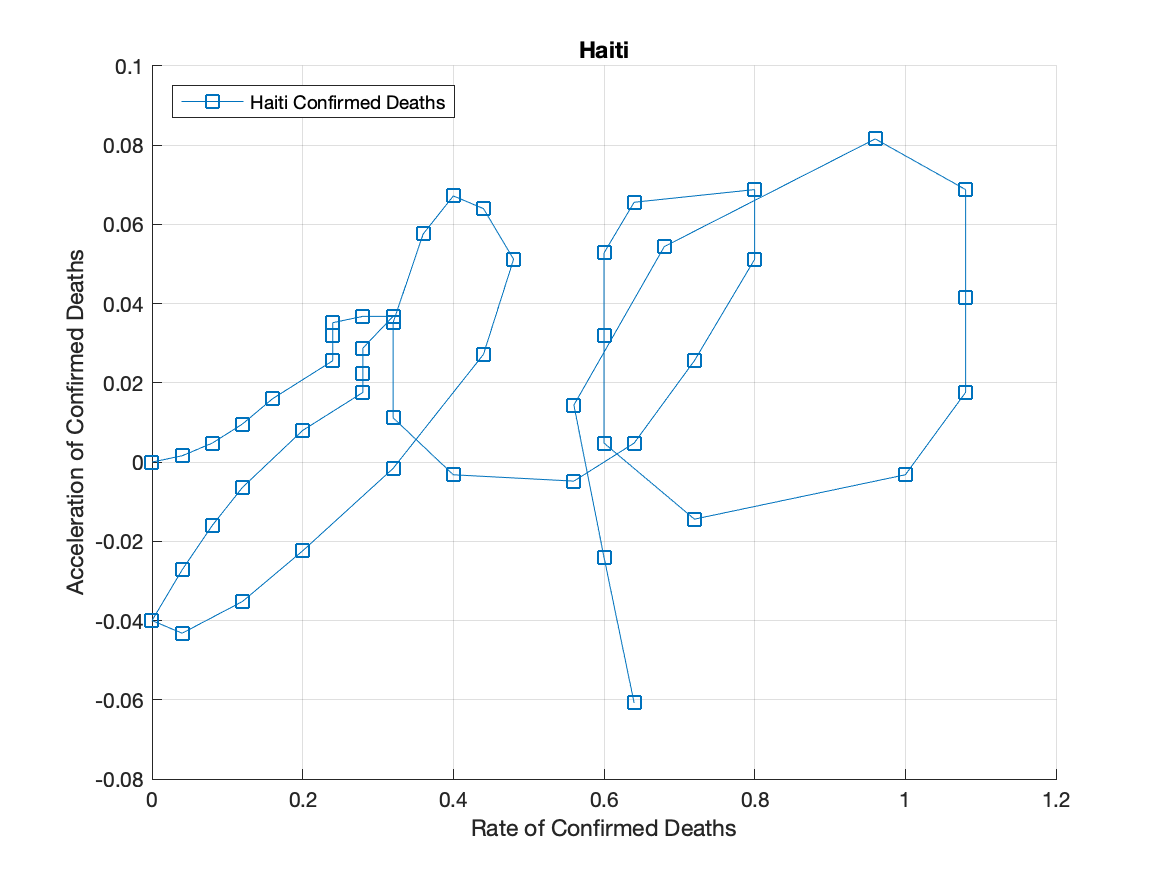 Haiti
0.1
Haiti Confirmed Deaths
0.08
0.06
0.04
0.02
0
-0.02
-0.04
-0.06
-0.08
Acceleration of Confirmed Deaths
0 0.2 0.4 0.6 0.8 1 1.2
Rate of Confirmed Deaths